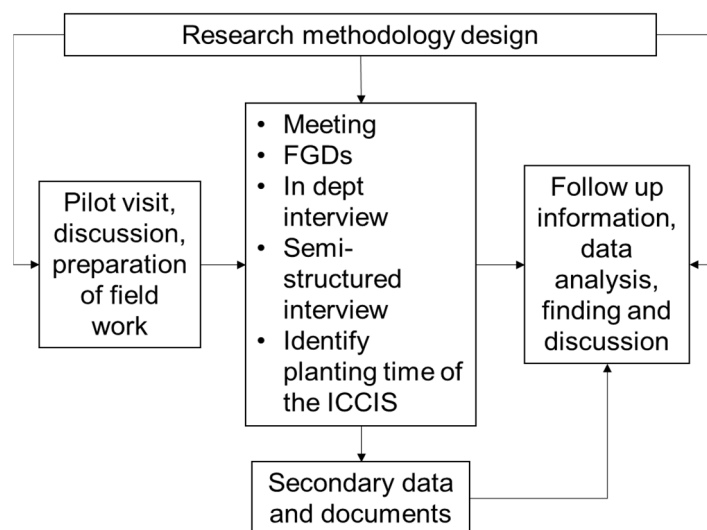 Research methodology design
Pilot visit,
discussion,
preparation
of field
work
• Meeting
• FGDs
• In dept
interview
• Semi-
structured
interview
• Identify
planting time of
the ICCIS
Follow up
information,
data
analysis,
finding and
discussion
Secondary data
and documents